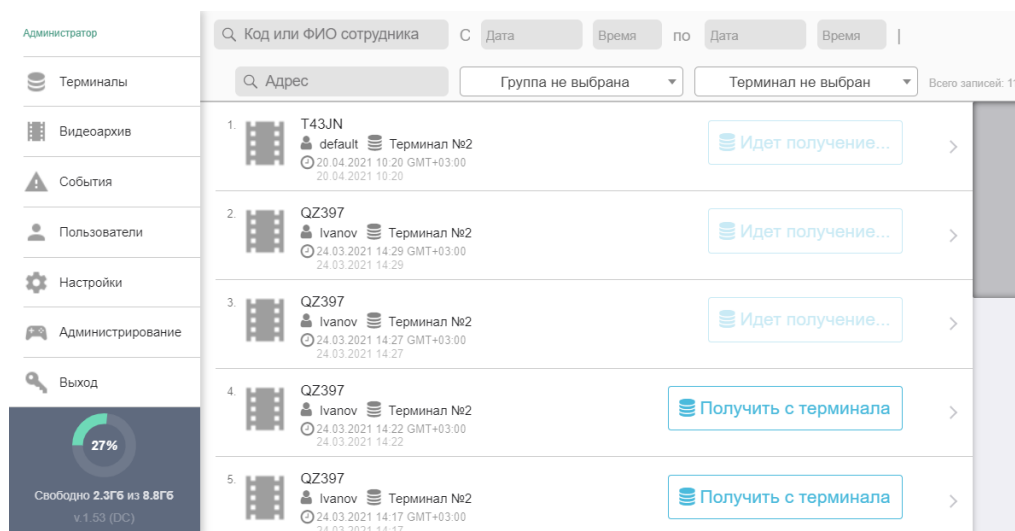 Администратор
Терминалы
Видеоархив
События
Пользователи
Настройки
Администрирование
Выход
27%
Свободно 2.3Гб из 8.8Гб
v.1.53 (DC)
Код или ФИО сотрудника С Дата Время по Дата Время
Адрес Группа не выбрана Терминал не выбран Всего записей:
1. T43JN
default Терминал №2
20.04.2021 10:20 GMT+03:00
20.04.2021 10:20
Идет получение...
2. QZ397
Ivanov Терминал №2
24.03.2021 14:29 GMT+03:00
24.03.2021 14:29
Идет получение...
3. QZ397
Ivanov Терминал №2
24.03.2021 14:27 GMT+03:00
24.03.2021 14:27
Идет получение...
4. QZ397
Ivanov Терминал №2
24.03.2021 14:22 GMT+03:00
24.03.2021 14:22
Получить с терминала
5. QZ397
Ivanov Терминал №2
24.03.2021 14:17 GMT+03:00
24.03.2021 14:17
Получить с терминала